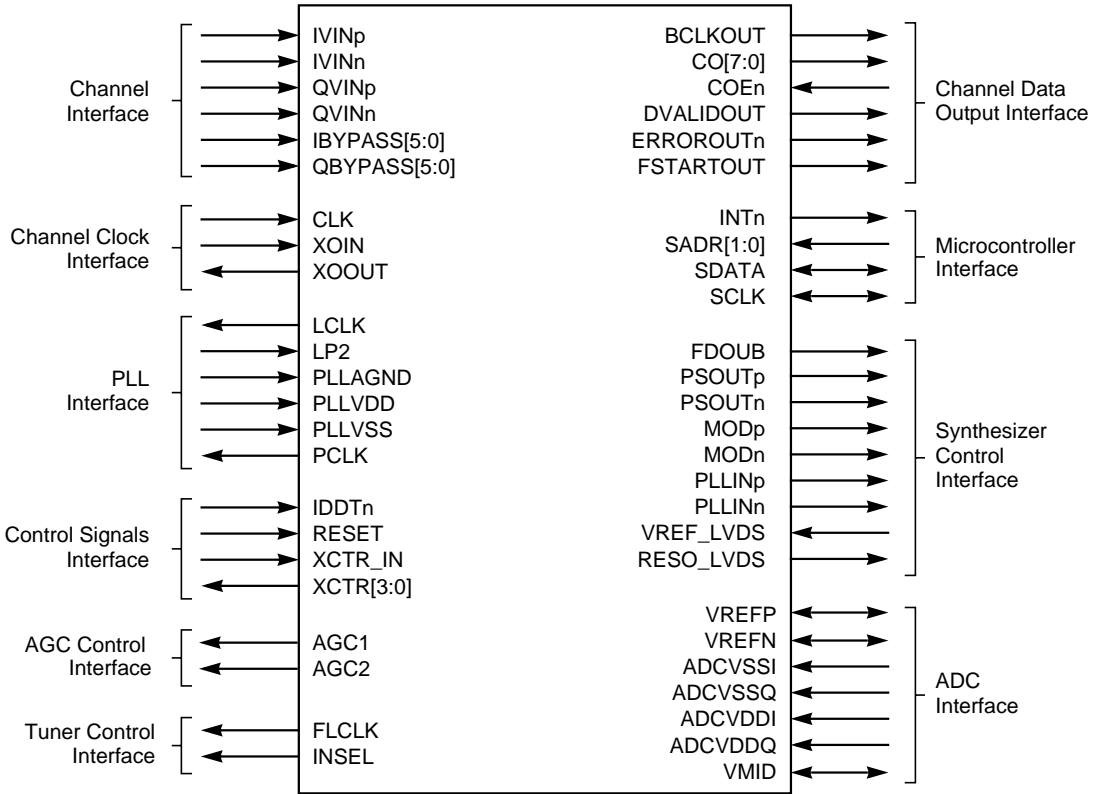 Channel
Interface
IVINp
IVINn
QVINp
QVINn
IBYPASS[5:0]
QBYPASS[5:0]
Channel Clock
Interface
CLK
XOIN
XOOUT
PLL
Interface
LCLK
LP2
PLLAGND
PLLVDD
PLLVSS
PCLK
Control Signals
Interface
IDDTn
RESET
XCTR_IN
XCTR[3:0]
AGC Control
Interface
AGC1
AGC2
Tuner Control
Interface
FLCLK
INSEL
BCLKOUT
CO[7:0]
COEn
DVALIDOUT
ERROROUTn
FSTARTOUT
Channel Data
Output Interface
INTn
SADR[1:0]
SDATA
SCLK
Microcontroller
Interface
FDOUB
PSOUTp
PSOUTn
MODp
MODn
PLLINp
PLLINn
VREF_LVDS
RESO_LVDS
Synthesizer
Control
Interface
VREFP
VREFN
ADCVSSI
ADCVSSQ
ADCVDDI
ADCVDDQ
VMID
ADC
Interface